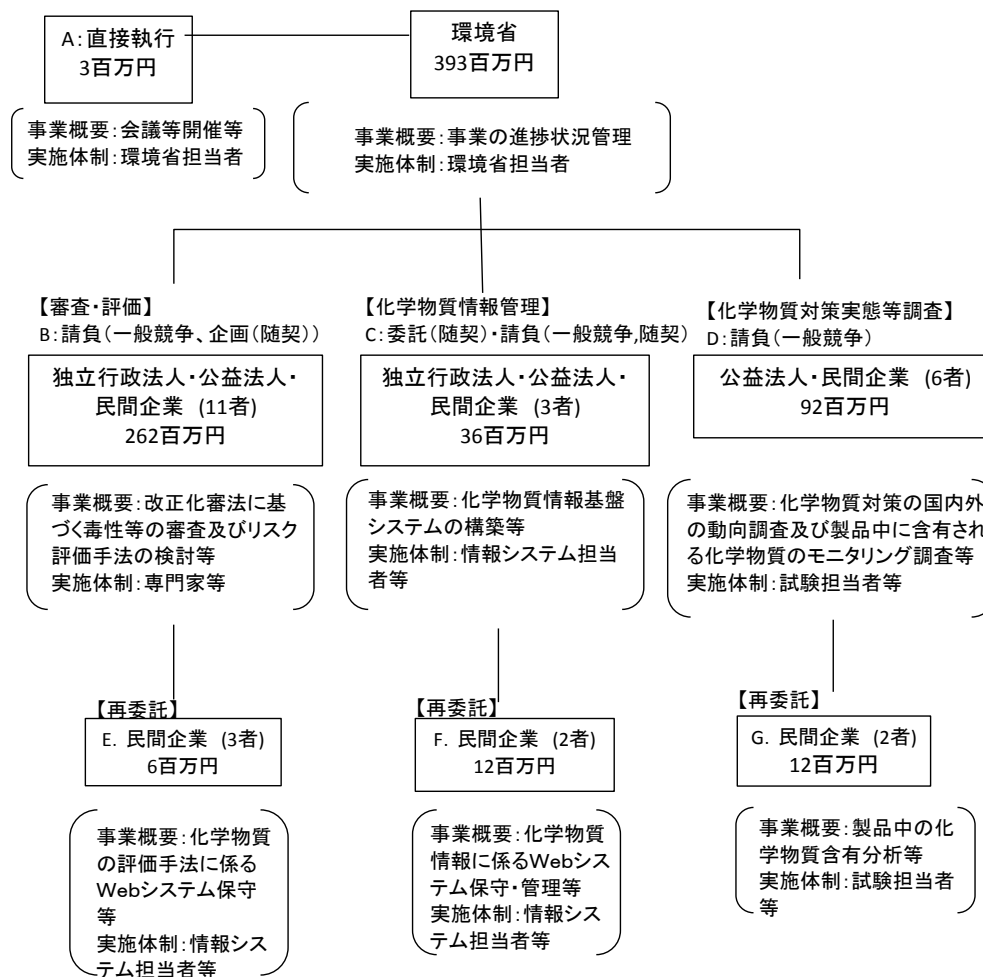 A:直接執行
3百万円
環境省
393百万円
事業概要:会議等開催等
実施体制:環境省担当者
事業概要:事業の進捗状況管理
実施体制:環境省担当者
【審査・評価】
B:請負(一般競争、企画(随契))
独立行政法人・公益法人・
民間企業 (11者)
262百万円
事業概要:改正化審法に基
づく毒性等の審査及びリスク
評価手法の検討等
実施体制:専門家等
【化学物質情報管理】
C:委託(随契)・請負(一般競争,随契)
独立行政法人・公益法人・
民間企業 (3者)
36百万円
事業概要:化学物質情報基盤
システムの構築等
実施体制:情報システム担当
者等
【化学物質対策実態等調査】
D:請負(一般競争)
公益法人・民間企業 (6者)
92百万円
事業概要:化学物質対策の国内外
の動向調査及び製品中に含有され
る化学物質のモニタリング調査等
実施体制:試験担当者等
【再委託】
E. 民間企業 (3者)
6百万円
事業概要:化学物質
の評価手法に係る
Webシステム保守
等
実施体制:情報シス
テム担当者等
【再委託】
F. 民間企業 (2者)
12百万円
事業概要:化学物質
情報に係るWebシス
テム保守・管理等
実施体制:情報シス
テム担当者等
【再委託】
G. 民間企業 (2者)
12百万円
事業概要:製品中の化
学物質含有分析等
実施体制:試験担当者
等